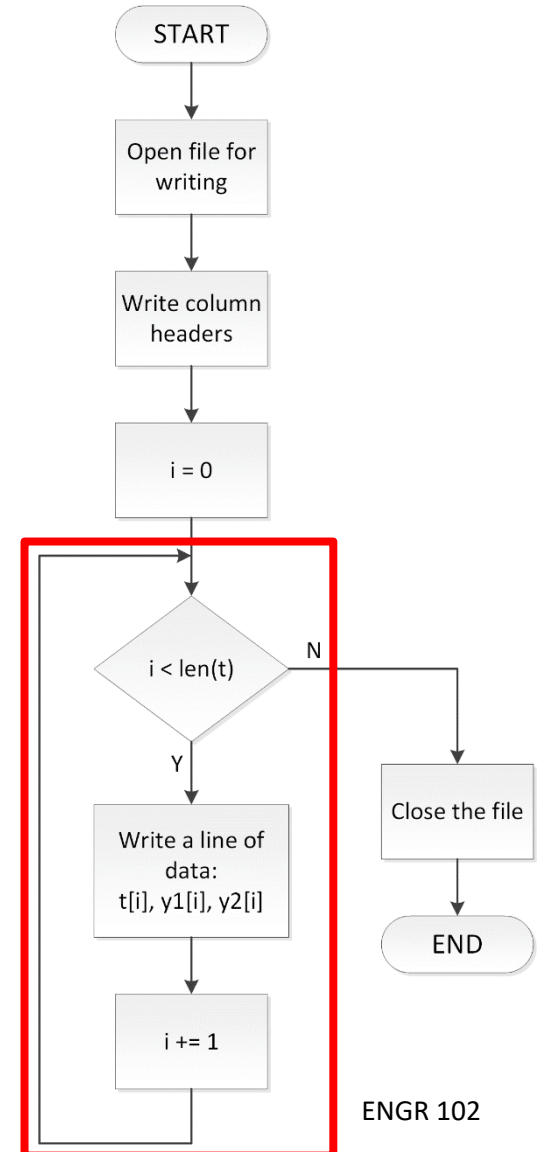 START
Open file for
writing
Write column
headers
i = 0
i < len(t)
N
Y
Write a line of
data:
t[i], y1[i], y2[i]
i += 1
Close the file
END
ENGR 102